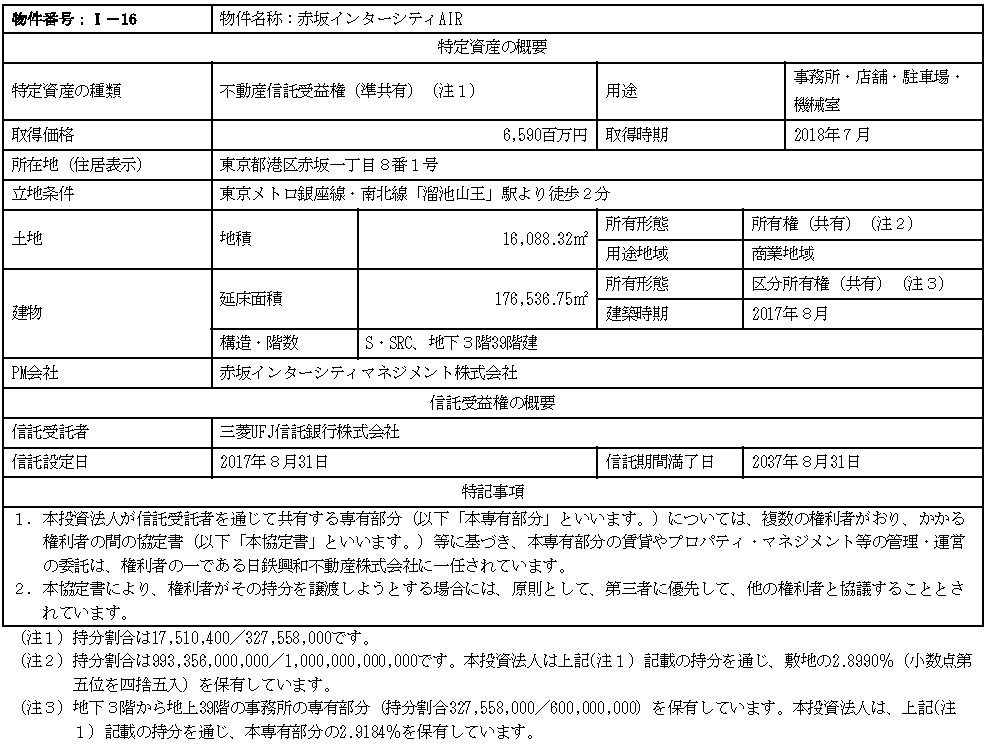 物件番号：Ⅰ－16 物件名称：赤坂インターシティAIR
特定資産の概要
特定資産の種類 不動産信託受益権（準共有）（注１） 用途 事務所・店舗・駐車場・
機械室
取得価格 6,590百万円 取得時期 2018年７月
所在地（住居表示） 東京都港区赤坂一丁目８番１号
立地条件 東京メトロ銀座線・南北線「溜池山王」駅より徒歩２分
土地 地積 16,088.32㎡ 所有形態 所有権（共有）（注２）
用途地域 商業地域
建物 延床面積 176,536.75㎡ 所有形態 区分所有権（共有）（注３）
建築時期 2017年８月
構造・階数 S・SRC、地下３階39階建
PM会社 赤坂インターシティマネジメント株式会社
信託受益権の概要
信託受託者 三菱UFJ信託銀行株式会社
信託設定日 2017年８月31日 信託期間満了日 2037年８月31日
特記事項
１．本投資法人が信託受託者を通じて共有する専有部分（以下「本専有部分」といいます。）については、複数の権利者がおり、かかる
権利者の間の協定書（以下「本協定書」といいます。）等に基づき、本専有部分の賃貸やプロパティ・マネジメント等の管理・運営
の委託は、権利者の一である日鉄興和不動産株式会社に一任されています。
２．本協定書により、権利者がその持分を譲渡しようとする場合には、原則として、第三者に優先して、他の権利者と協議することとさ
れています。
（注１）持分割合は17,510,400／327,558,000です。
（注２）持分割合は993,356,000,000／1,000,000,000,000です。本投資法人は上記(注１）記載の持分を通じ、敷地の2.8990％（小数点第
五位を四捨五入）を保有しています。
（注３）地下３階から地上39階の事務所の専有部分（持分割合327,558,000／600,000,000）を保有しています。本投資法人は、上記(注
１）記載の持分を通じ、本専有部分の2.9184％を保有しています。